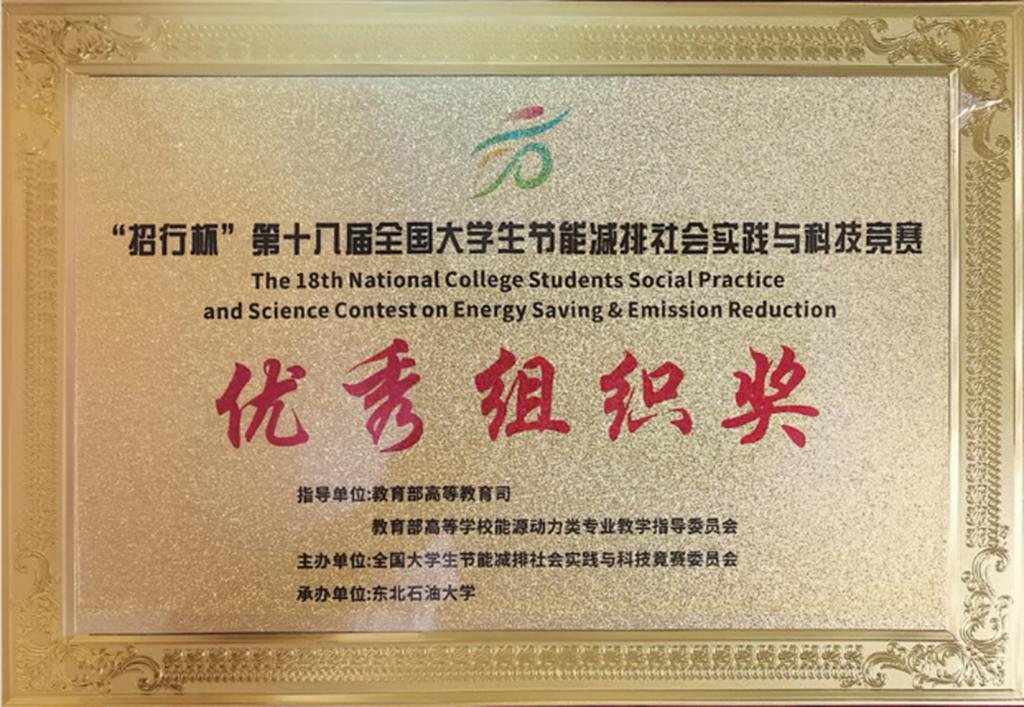 “招行杯”第十八届全国大学生节能减排社会实践与科技竞赛
The 18th National College Students Social Practice
and Science Contest on Energy Saving & Emission Reduction
优秀组织奖
指导单位:教育部高等教育司
教育部高等学校能源动力类专业教学指导委员会
主办单位:全国大学生节能减排社会实践与科技竞赛委员会
承办单位:东北石油大学